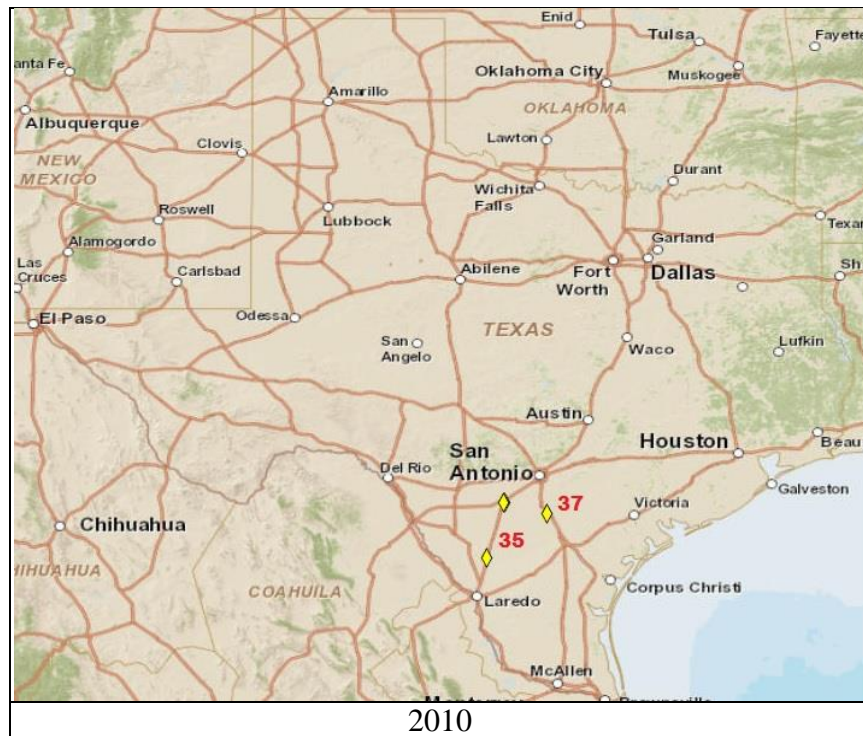 Enid
Tulsa
Fayette
anta Fe
Oklahoma City
Muskogee
Amarillo
Albuquerque
OKLAHOMA
Clovis
Lawton
NEW
MEXICO
Durant
Wichita
Falls
Roswell
Lubbock
Texar
Alamogordo
Garland
Las
Cruces
Carlsbad
Abilene
Fort
Worth
Dallas
Sh
El Paso
Odessa
TEXAS
San
Angelo
Waco
Lufkin
Austin
San
Antonio
Houston
Beau
Del Rio
Galveston
Victoria
37
Chihuahua
35
HIHUAHUA
COAHUILA
Corpus Christi
Laredo
McAllen
2010